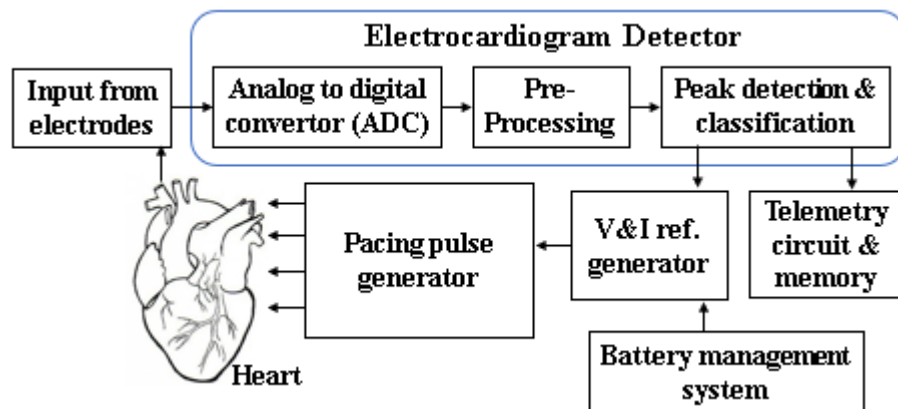 Electrocardiogram Detector
Input from
electrodes
Analog to digital
convertor (ADC)
Pre-
Processing
Peak detection &
classification
Pacing pulse
generator
V&I ref.
generator
Telemetry
circuit &
memory
Heart
Battery management
system